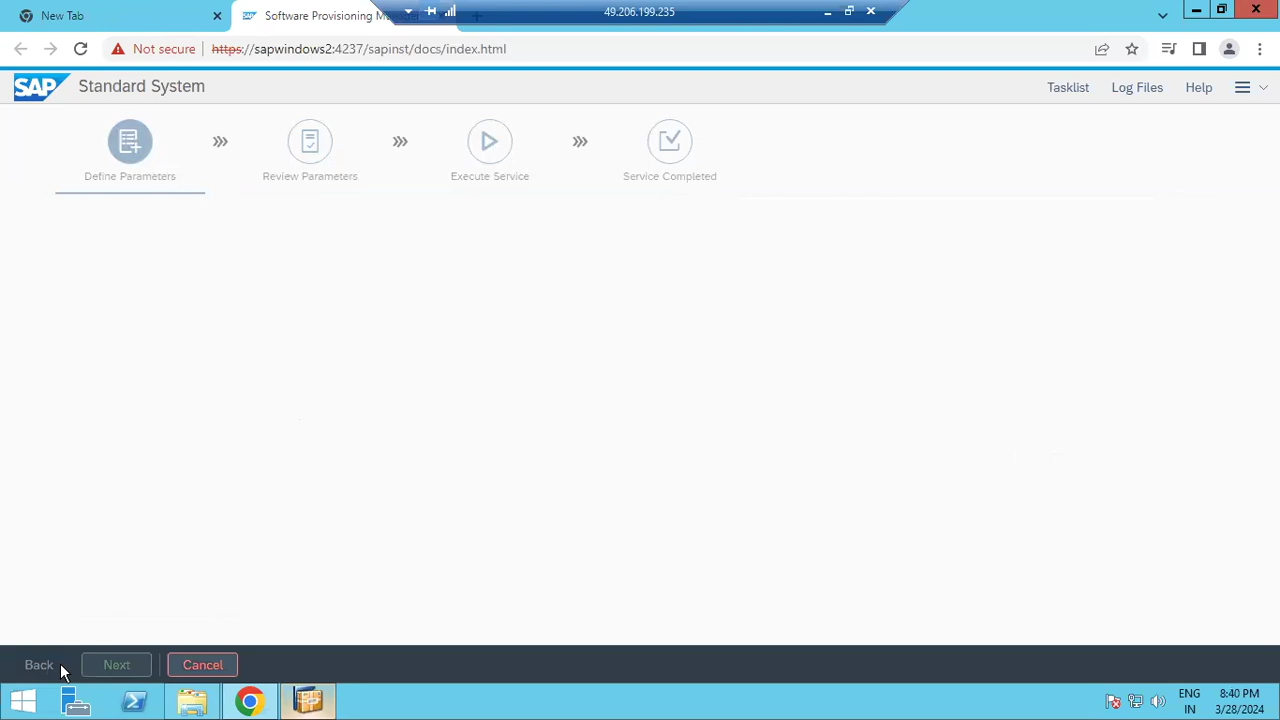 New Tab
Software Provisioning Man
49.206.199.235
Not secure
https://sapwindows2:4237/sapinst/docs/index.html
SAP
Standard System
Tasklist
Log Files
Help
Define Parameters
Review Parameters
Execute Service
Service Completed
Back
Next
Cancel
ENG
8:40 PM
IN
3/28/2024